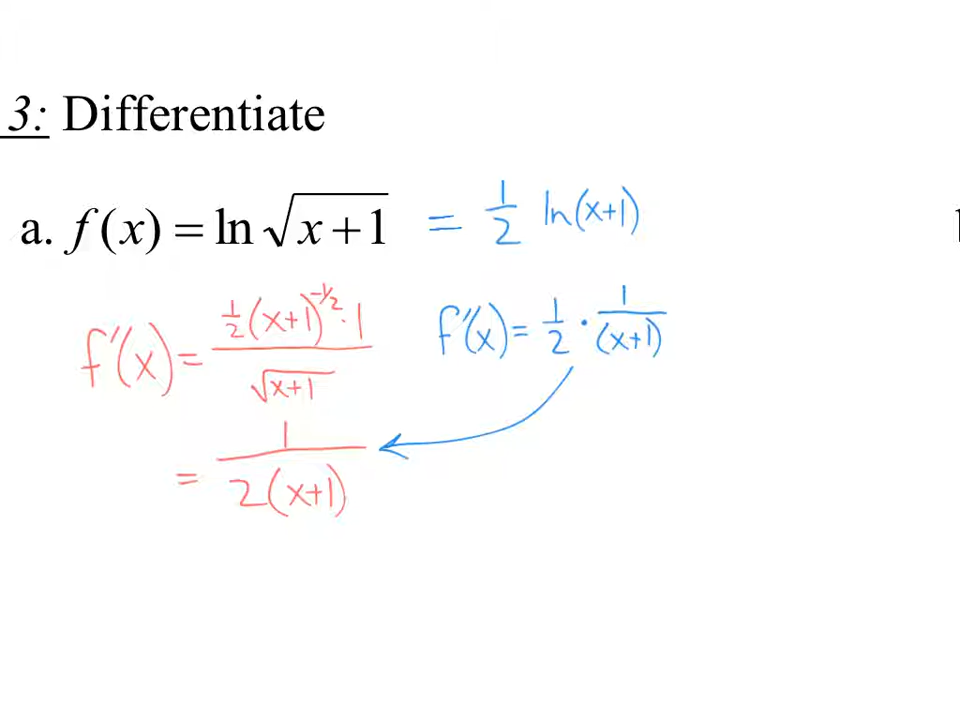 3: Differentiate
a. f(x) = ln √(x+1) = 1/2 ln(x+1)
f'(x) = (1/2 (x+1)^(-1/2) · 1)/√(x+1)
f'(x) = 1/2 · 1/(x+1)
= 1/(2(x+1))